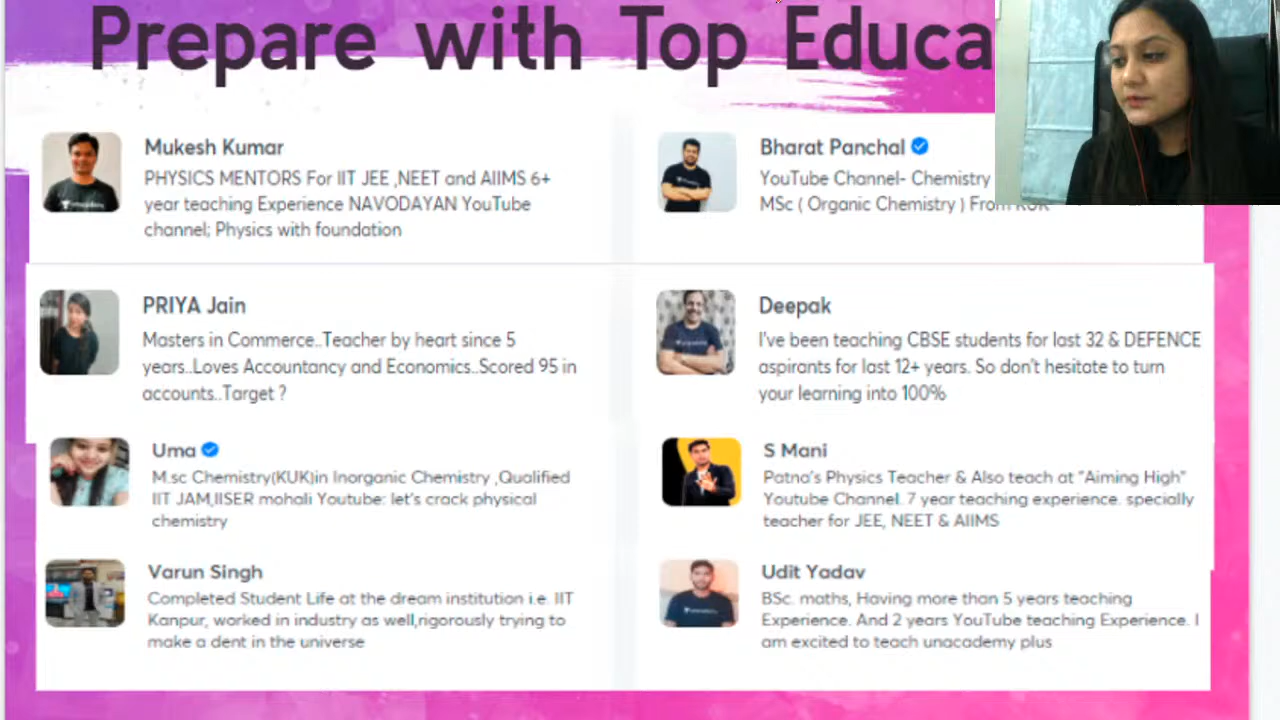 Prepare with Top Educa
Mukesh Kumar
PHYSICS MENTORS For IIT JEE ,NEET and AIIMS 6+
year teaching Experience NAVODAYAN YouTube
channel; Physics with foundation
Bharat Panchal
YouTube Channel- Chemistry
MSc ( Organic Chemistry ) From KUK
PRIYA Jain
Masters in Commerce..Teacher by heart since 5
years..Loves Accountancy and Economics..Scored 95 in
accounts..Target ?
Deepak
I've been teaching CBSE students for last 32 & DEFENCE
aspirants for last 12+ years. So don't hesitate to turn
your learning into 100%
Uma
M.sc Chemistry(KUK)in Inorganic Chemistry ,Qualified
IIT JAM,IISER mohali Youtube: let's crack physical
chemistry
S Mani
Patna's Physics Teacher & Also teach at "Aiming High"
Youtube Channel. 7 year teaching experience. specially
teacher for JEE, NEET & AIIMS
Varun Singh
Completed Student Life at the dream institution i.e. IIT
Kanpur, worked in industry as well,rigorously trying to
make a dent in the universe
Udit Yadav
BSc. maths, Having more than 5 years teaching
Experience. And 2 years YouTube teaching Experience. I
am excited to teach unacademy plus